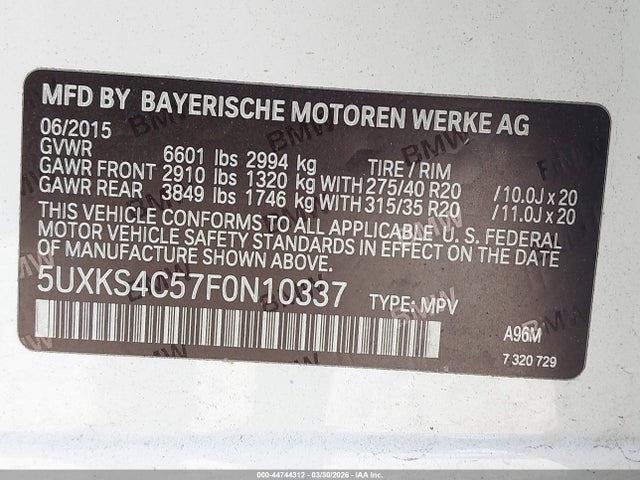 MFD BY BAYERISCHE MOTOREN WERKE AG
06/2015
GVWR 6601 lbs 2994 kg TIRE / RIM
GAWR FRONT 2910 lbs 1320 kg WITH 275/40 R20 /10.0J x 20
GAWR REAR 3849 lbs 1746 kg WITH 315/35 R20 /11.0J x 20
THIS VEHICLE CONFORMS TO ALL APPLICABLE U. S. FEDERAL
MOTOR VEHICLE SAFETY STANDARDS IN EFFECT ON THE DATE
OF MANUFACTURE SHOWN ABOVE.
5UXKS4C57F0N10337 TYPE: MPV
A96M
7 320 729
000-44744312 - 03/30/2026 - IAA Inc.